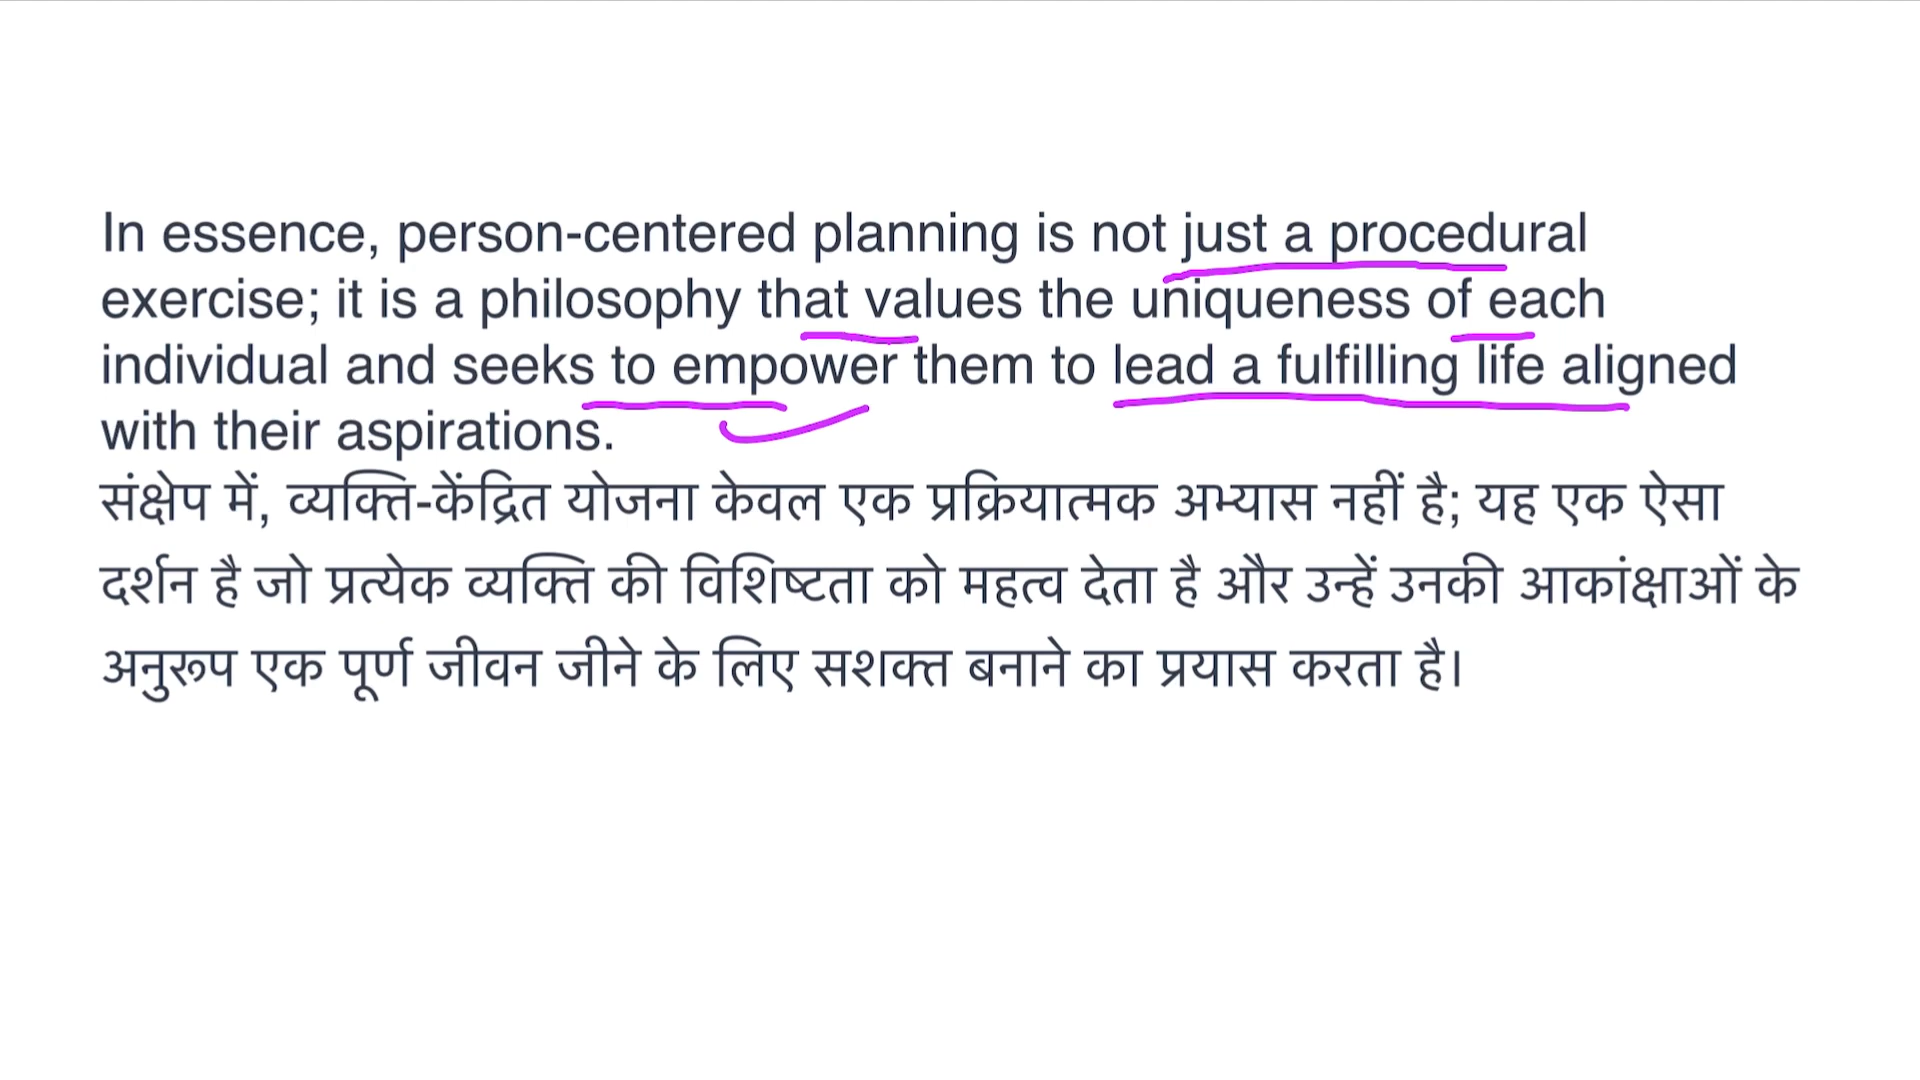 In essence, person-centered planning is not just a procedural
exercise; it is a philosophy that values the uniqueness of each
individual and seeks to empower them to lead a fulfilling life aligned
with their aspirations.
संक्षेप में, व्यक्ति-केंद्रित योजना केवल एक प्रक्रियात्मक अभ्यास नहीं है; यह एक ऐसा
दर्शन है जो प्रत्येक व्यक्ति की विशिष्टता को महत्व देता है और उन्हें उनकी आकांक्षाओं के
अनुरूप एक पूर्ण जीवन जीने के लिए सशक्त बनाने का प्रयास करता है।